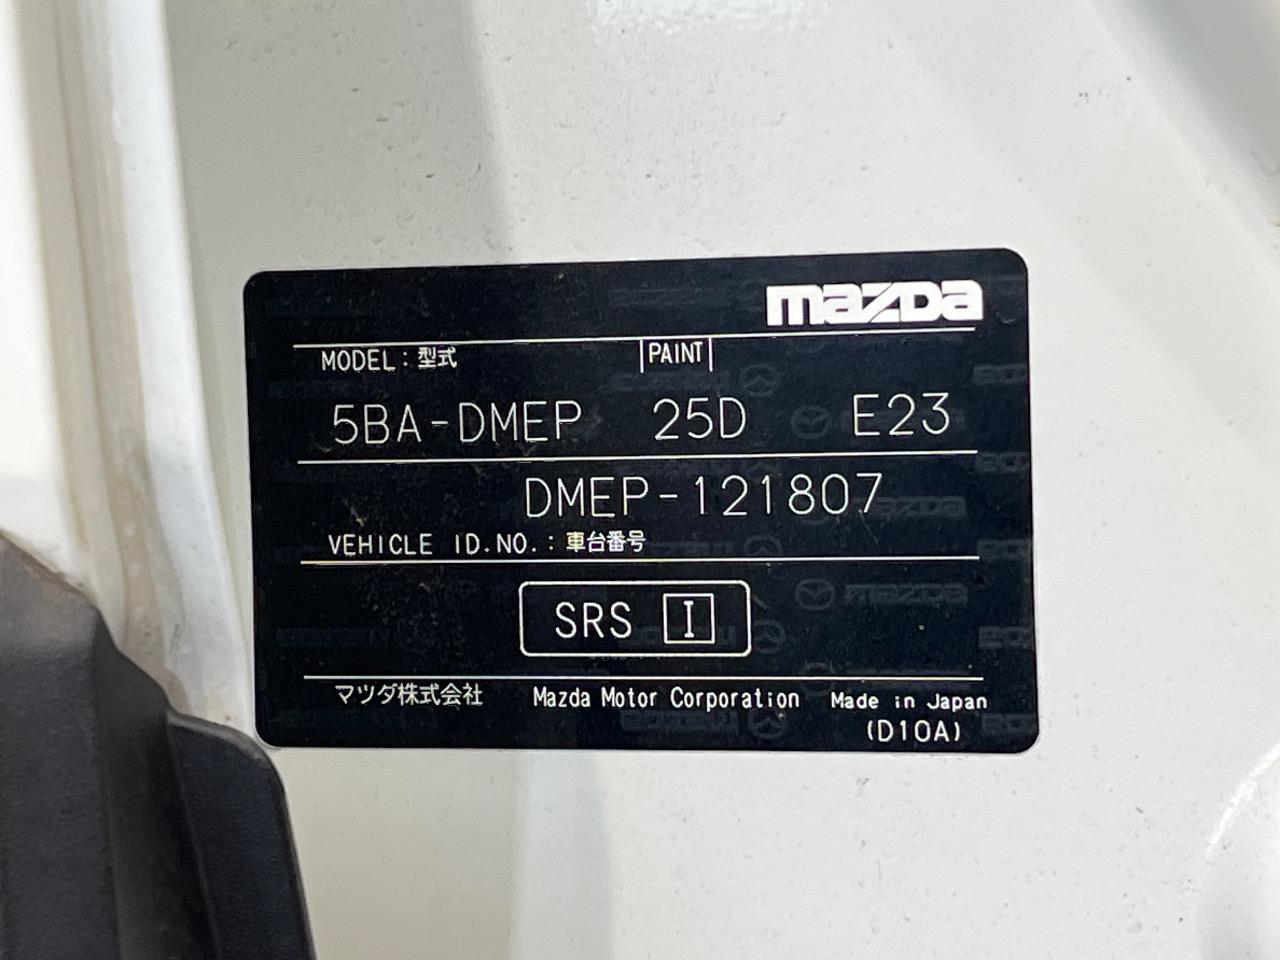 mazda
MODEL：型式 PAINT
5BA-DMEP 25D E23
DMEP-121807
VEHICLE ID.NO.：車台番号
SRS I
マツダ株式会社 Mazda Motor Corporation Made in Japan
(D10A)